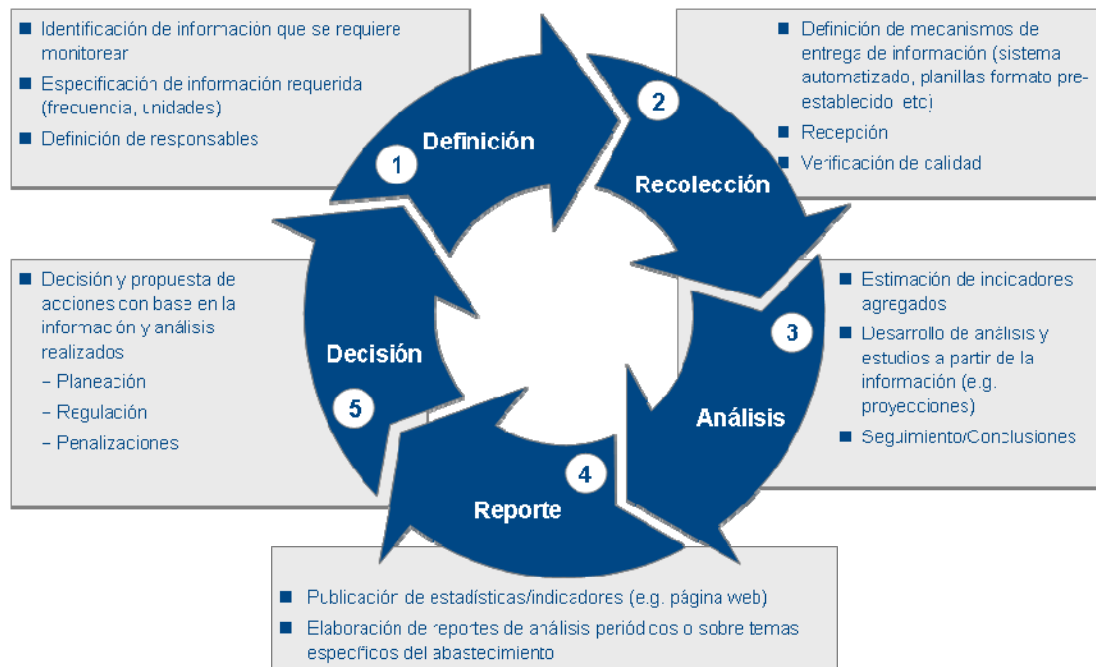 ■ Identificación de información que se requiere
monitorear
■ Especificación de información requerida
(frecuencia, unidades)
■ Definición de responsables
1
Definición
■ Definición de mecanismos de
entrega de información (sistema
automatizado, planillas formato pre-
establecido etc)
■ Recepción
■ Verificación de calidad
2
Recolección
■ Estimación de indicadores
agregados
■ Desarrollo de análisis y
estudios a partir de la
información (e.g.
proyecciones)
■ Seguimiento/Conclusiones
3
Análisis
4
Reporte
■ Publicación de estadísticas/indicadores (e.g. página web)
■ Elaboración de reportes de análisis periódicos o sobre temas
específicos del abastecimiento
■ Decisión y propuesta de
acciones con base en la
información y análisis
realizados
– Planeación
– Regulación
– Penalizaciones
Decisión
5